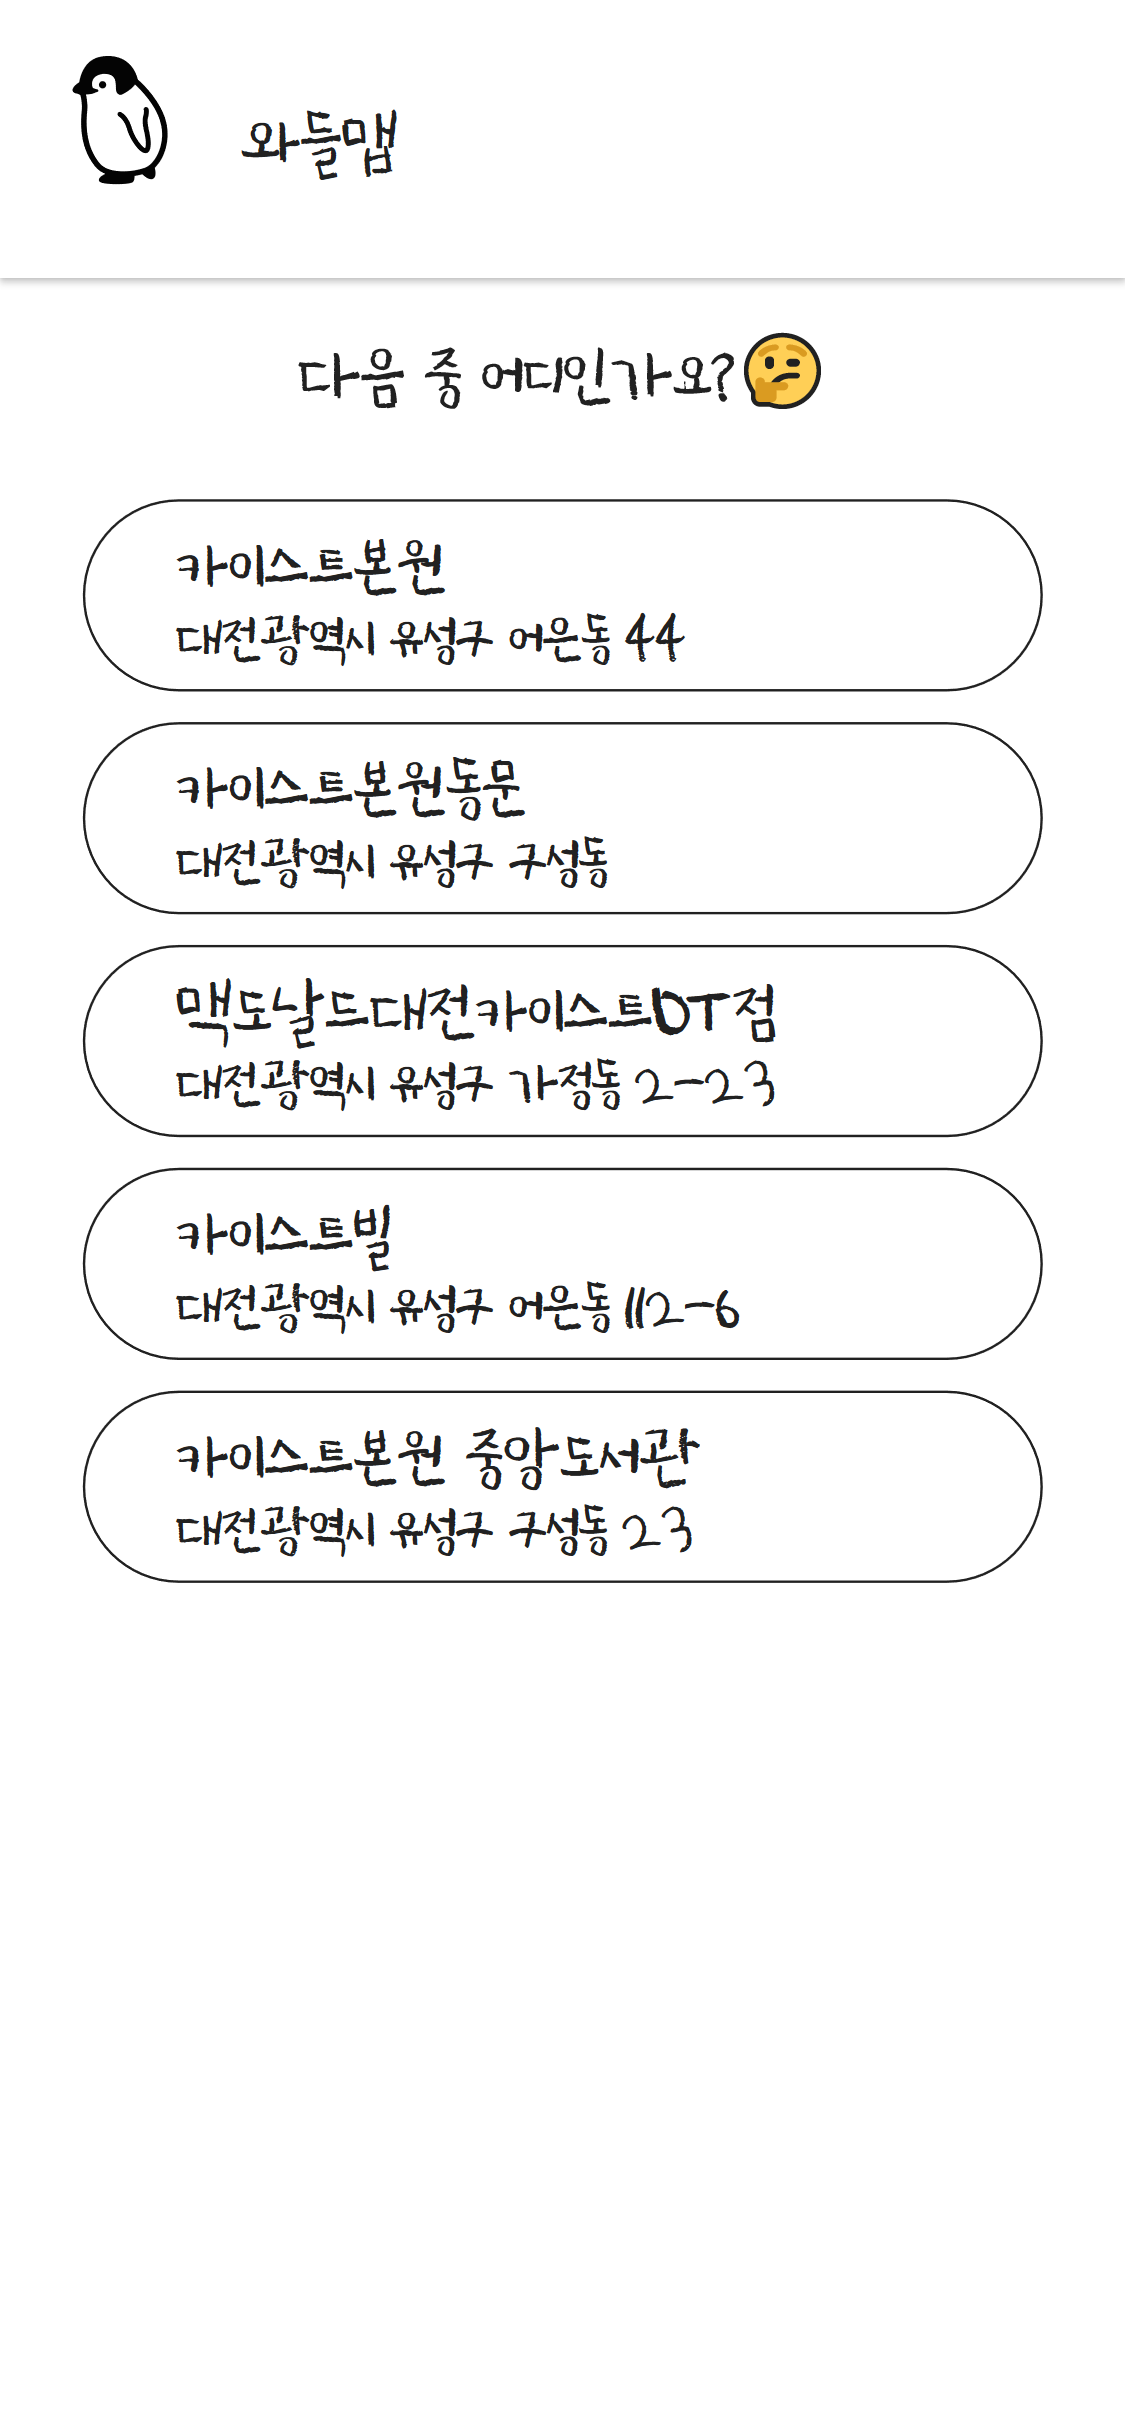 와들맵
다음 중 어디인가요?🤔
카이스트본원
대전광역시 유성구 어은동 44
카이스트본원동문
대전광역시 유성구 구성동
맥도날드대전카이스트DT점
대전광역시 유성구 가정동 2-23
카이스트빌
대전광역시 유성구 어은동 112-6
카이스트본원 중앙도서관
대전광역시 유성구 구성동 23